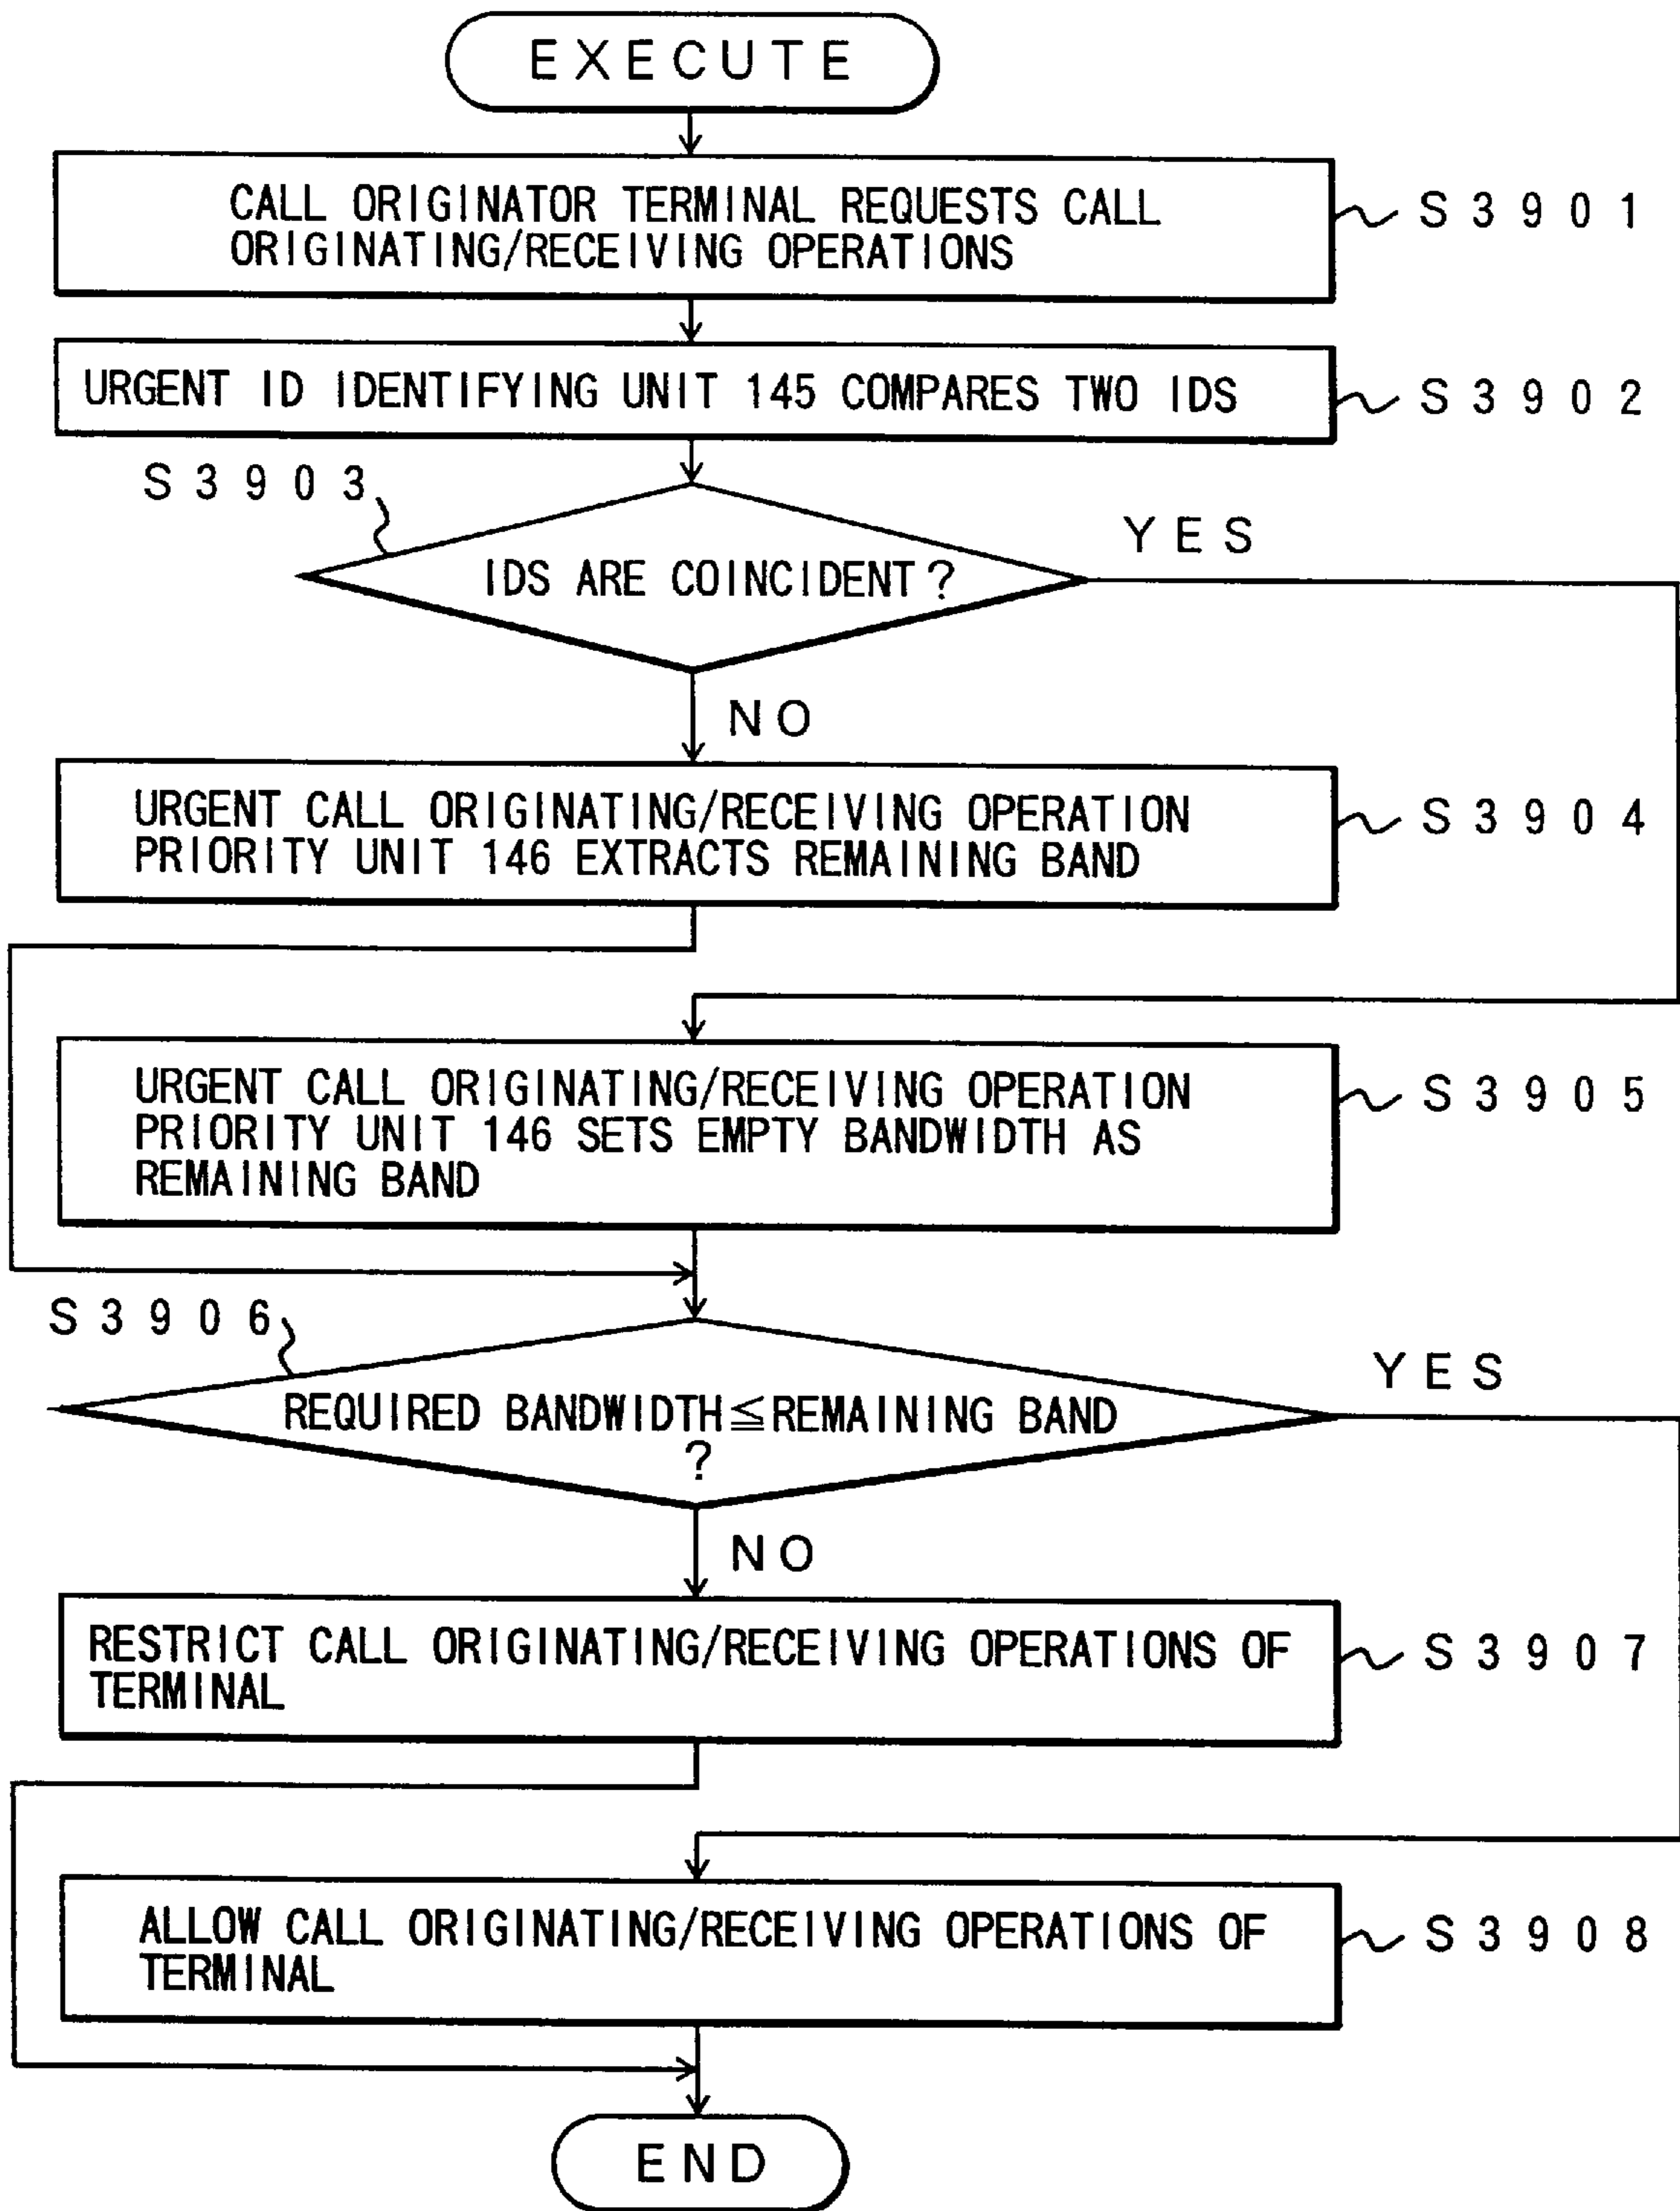 EXECUTE
CALL ORIGINATOR TERMINAL REQUESTS CALL
ORIGINATING/RECEIVING OPERATIONS
S3901
URGENT ID IDENTIFYING UNIT 145 COMPARES TWO IDS
S3902
S3903
IDS ARE COINCIDENT?
YES
NO
URGENT CALL ORIGINATING/RECEIVING OPERATION
PRIORITY UNIT 146 EXTRACTS REMAINING BAND
S3904
URGENT CALL ORIGINATING/RECEIVING OPERATION
PRIORITY UNIT 146 SETS EMPTY BANDWIDTH AS
REMAINING BAND
S3905
S3906
REQUIRED BANDWIDTH≦REMAINING BAND
?
YES
NO
RESTRICT CALL ORIGINATING/RECEIVING OPERATIONS OF
TERMINAL
S3907
ALLOW CALL ORIGINATING/RECEIVING OPERATIONS OF
TERMINAL
S3908
END